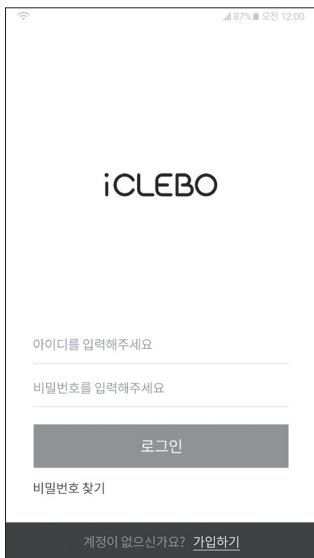 87% 오전 12:00
iCLEBO
아이디를 입력해주세요
비밀번호를 입력해주세요
로그인
비밀번호 찾기
계정이 없으신가요? 가입하기